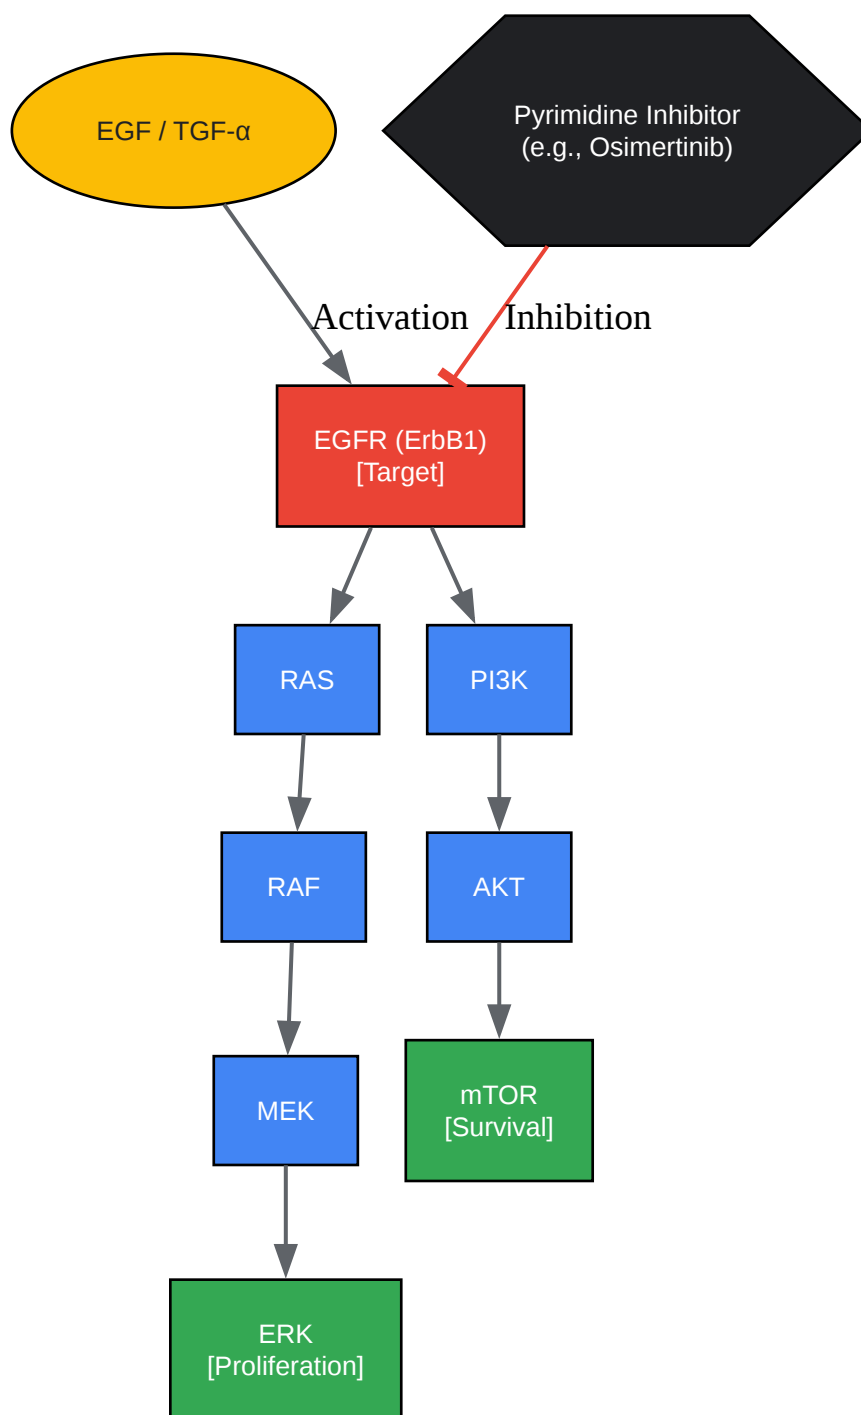 EGF / TGF-α
Pyrimidine Inhibitor
(e.g., Osimertinib)
Activation
Inhibition
EGFR (ErbB1)
[Target]
RAS
PI3K
RAF
AKT
MEK
mTOR
[Survival]
ERK
[Proliferation]